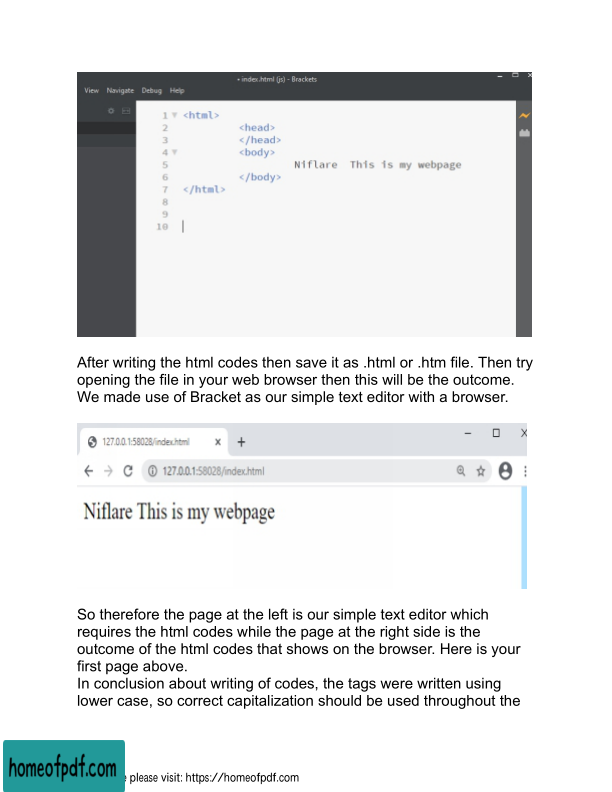 • index.html (js) - Brackets
View Navigate Debug Help
1 <html>
2 <head>
3 </head>
4 <body>
5 Niflare This is my webpage
6 </body>
7 </html>
8
9
10
After writing the html codes then save it as .html or .htm file. Then try
opening the file in your web browser then this will be the outcome.
We made use of Bracket as our simple text editor with a browser.
127.0.0.1:58028/index.html x +
127.0.0.1:58028/index.html
Niflare This is my webpage
So therefore the page at the left is our simple text editor which
requires the html codes while the page at the right side is the
outcome of the html codes that shows on the browser. Here is your
first page above.
In conclusion about writing of codes, the tags were written using
lower case, so correct capitalization should be used throughout the
homeofpdf.com
please visit: https://homeofpdf.com